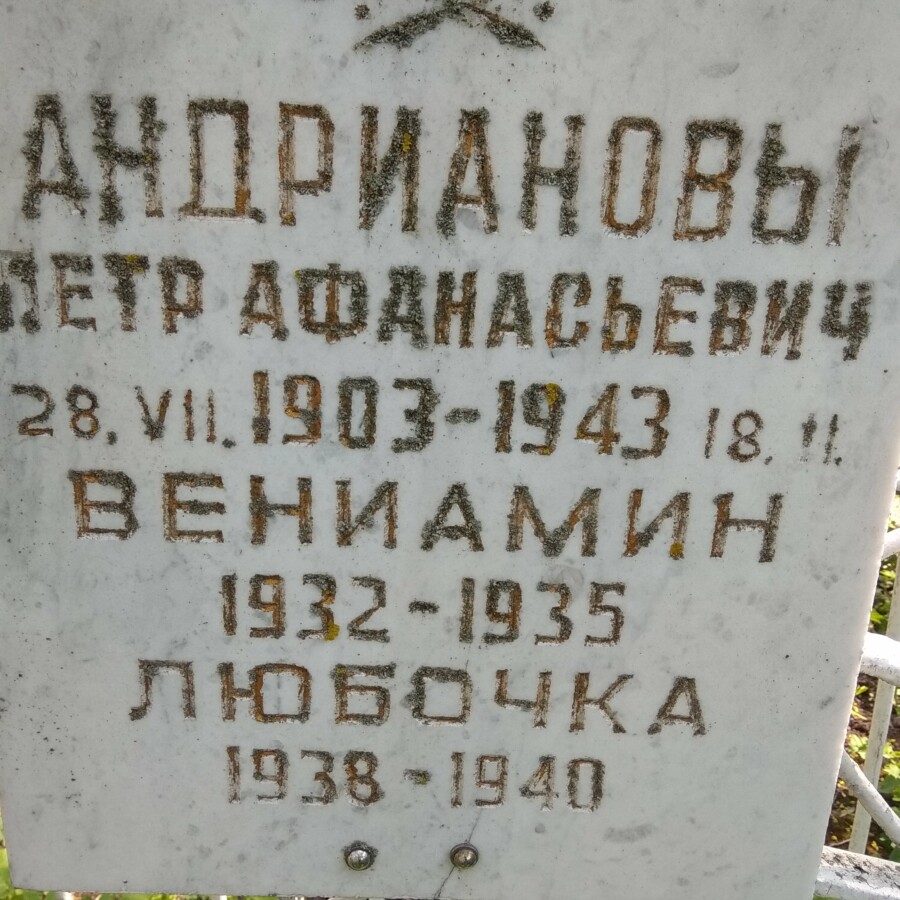 АНДРИАНОВЫ
ПЕТР АФАНАСЬЕВИЧ
28.VII.1903-1943 18.II.
ВЕНИАМИН
1932-1935
ЛЮБОЧКА
1938-1940